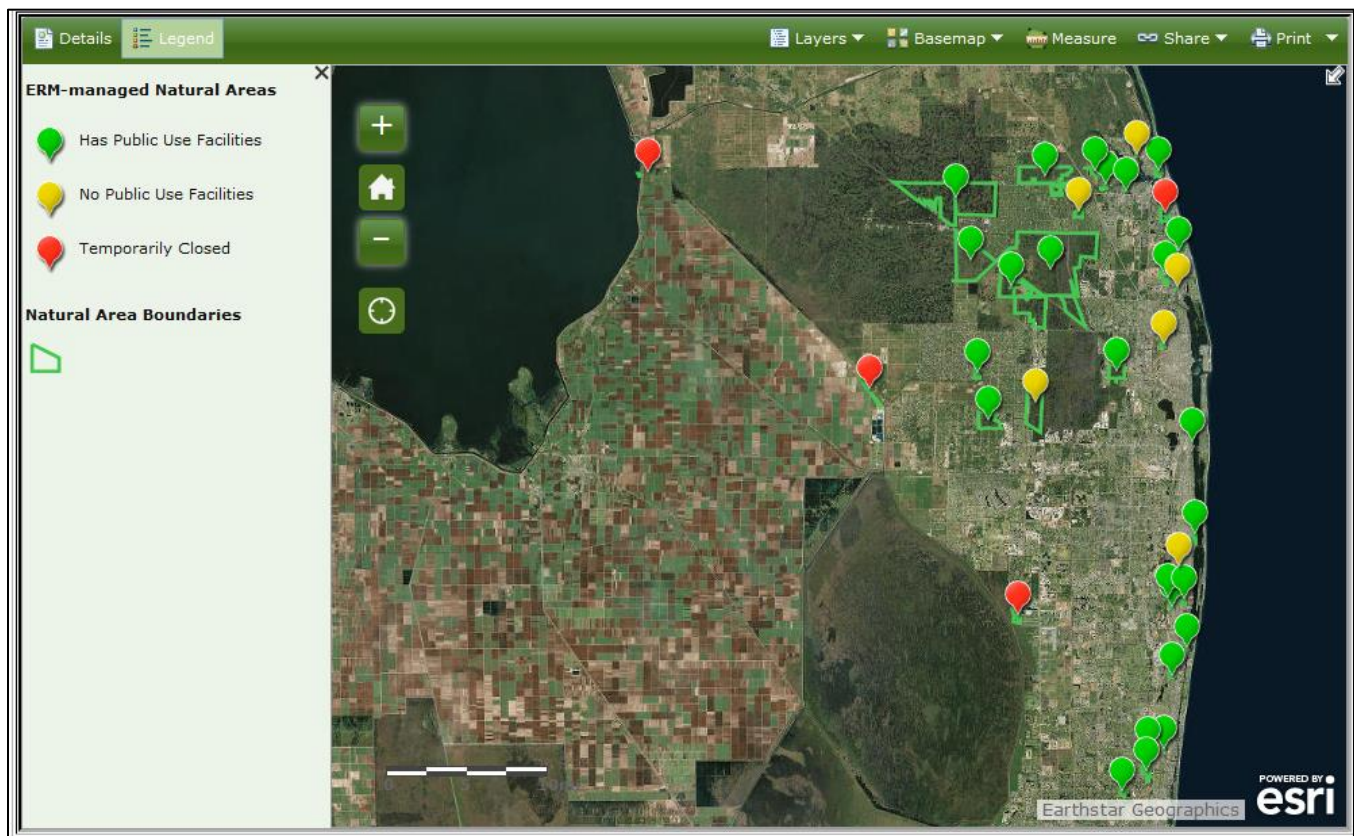 Details
Legend
Layers
Basemap
Measure
Share
Print
ERM-managed Natural Areas
Has Public Use Facilities
No Public Use Facilities
Temporarily Closed
Natural Area Boundaries
+
−
Earthstar Geographics
POWERED BY
esri